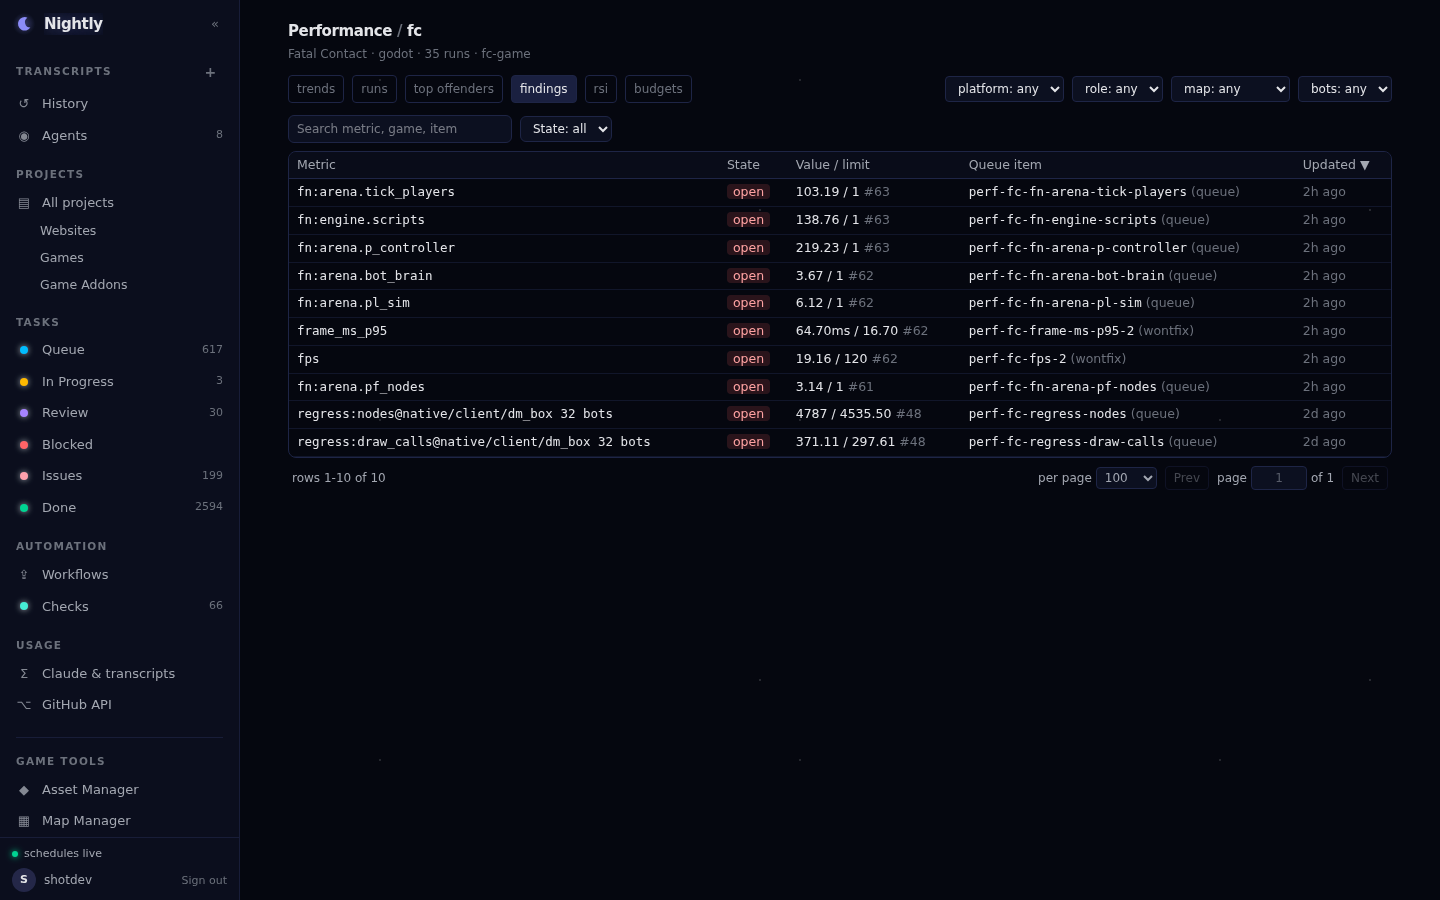 Nightly «
TRANSCRIPTS +
History
Agents 8
PROJECTS
All projects
Websites
Games
Game Addons
TASKS
Queue 617
In Progress 3
Review 30
Blocked
Issues 199
Done 2594
AUTOMATION
Workflows
Checks 66
USAGE
Σ Claude & transcripts
GitHub API
GAME TOOLS
Asset Manager
Map Manager
schedules live
S shotdev Sign out
Performance / fc
Fatal Contact · godot · 35 runs · fc-game
trends runs top offenders findings rsi budgets platform: any role: any map: any bots: any
Search metric, game, item State: all
Metric State Value / limit Queue item Updated ▼
fn:arena.tick_players open 103.19 / 1 #63 perf-fc-fn-arena-tick-players (queue) 2h ago
fn:engine.scripts open 138.76 / 1 #63 perf-fc-fn-engine-scripts (queue) 2h ago
fn:arena.p_controller open 219.23 / 1 #63 perf-fc-fn-arena-p-controller (queue) 2h ago
fn:arena.bot_brain open 3.67 / 1 #62 perf-fc-fn-arena-bot-brain (queue) 2h ago
fn:arena.pl_sim open 6.12 / 1 #62 perf-fc-fn-arena-pl-sim (queue) 2h ago
frame_ms_p95 open 64.70ms / 16.70 #62 perf-fc-frame-ms-p95-2 (wontfix) 2h ago
fps open 19.16 / 120 #62 perf-fc-fps-2 (wontfix) 2h ago
fn:arena.pf_nodes open 3.14 / 1 #61 perf-fc-fn-arena-pf-nodes (queue) 2h ago
regress:nodes@native/client/dm_box 32 bots open 4787 / 4535.50 #48 perf-fc-regress-nodes (queue) 2d ago
regress:draw_calls@native/client/dm_box 32 bots open 371.11 / 297.61 #48 perf-fc-regress-draw-calls (queue) 2d ago
rows 1-10 of 10 per page 100 Prev page 1 of 1 Next